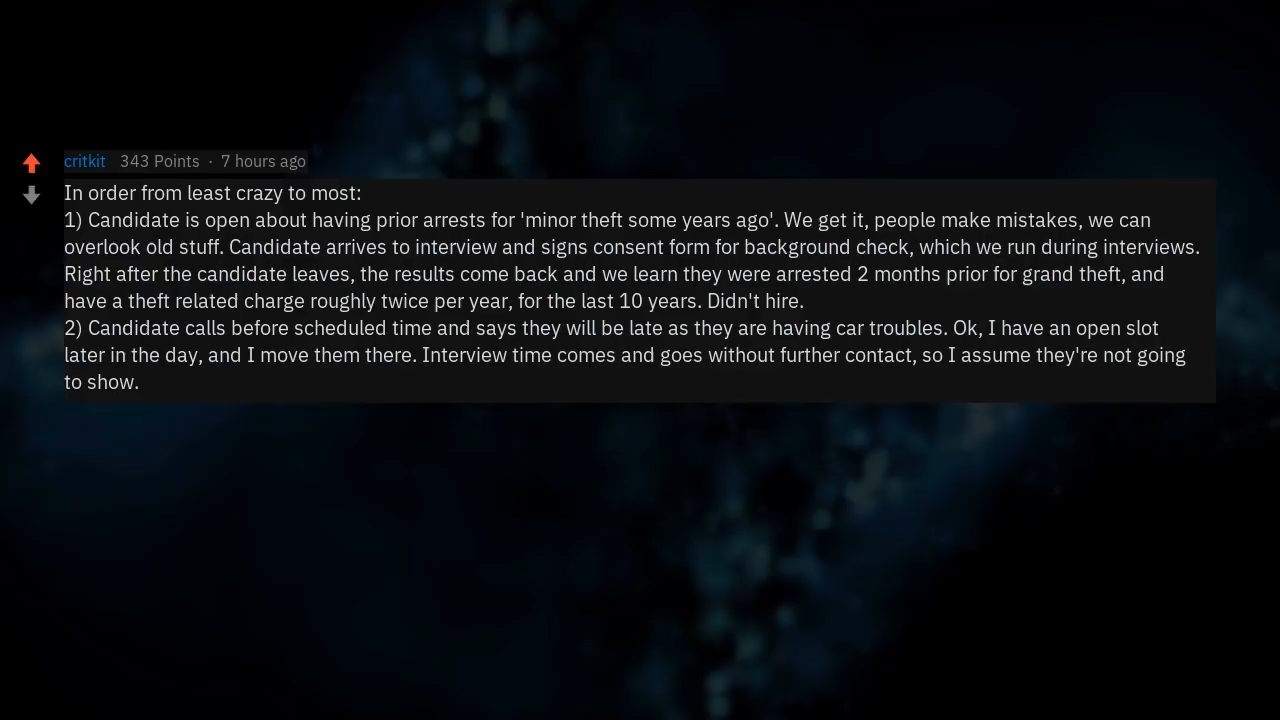 critkit 343 Points · 7 hours ago
In order from least crazy to most:
1) Candidate is open about having prior arrests for 'minor theft some years ago'. We get it, people make mistakes, we can
overlook old stuff. Candidate arrives to interview and signs consent form for background check, which we run during interviews.
Right after the candidate leaves, the results come back and we learn they were arrested 2 months prior for grand theft, and
have a theft related charge roughly twice per year, for the last 10 years. Didn't hire.
2) Candidate calls before scheduled time and says they will be late as they are having car troubles. Ok, I have an open slot
later in the day, and I move them there. Interview time comes and goes without further contact, so I assume they're not going
to show.